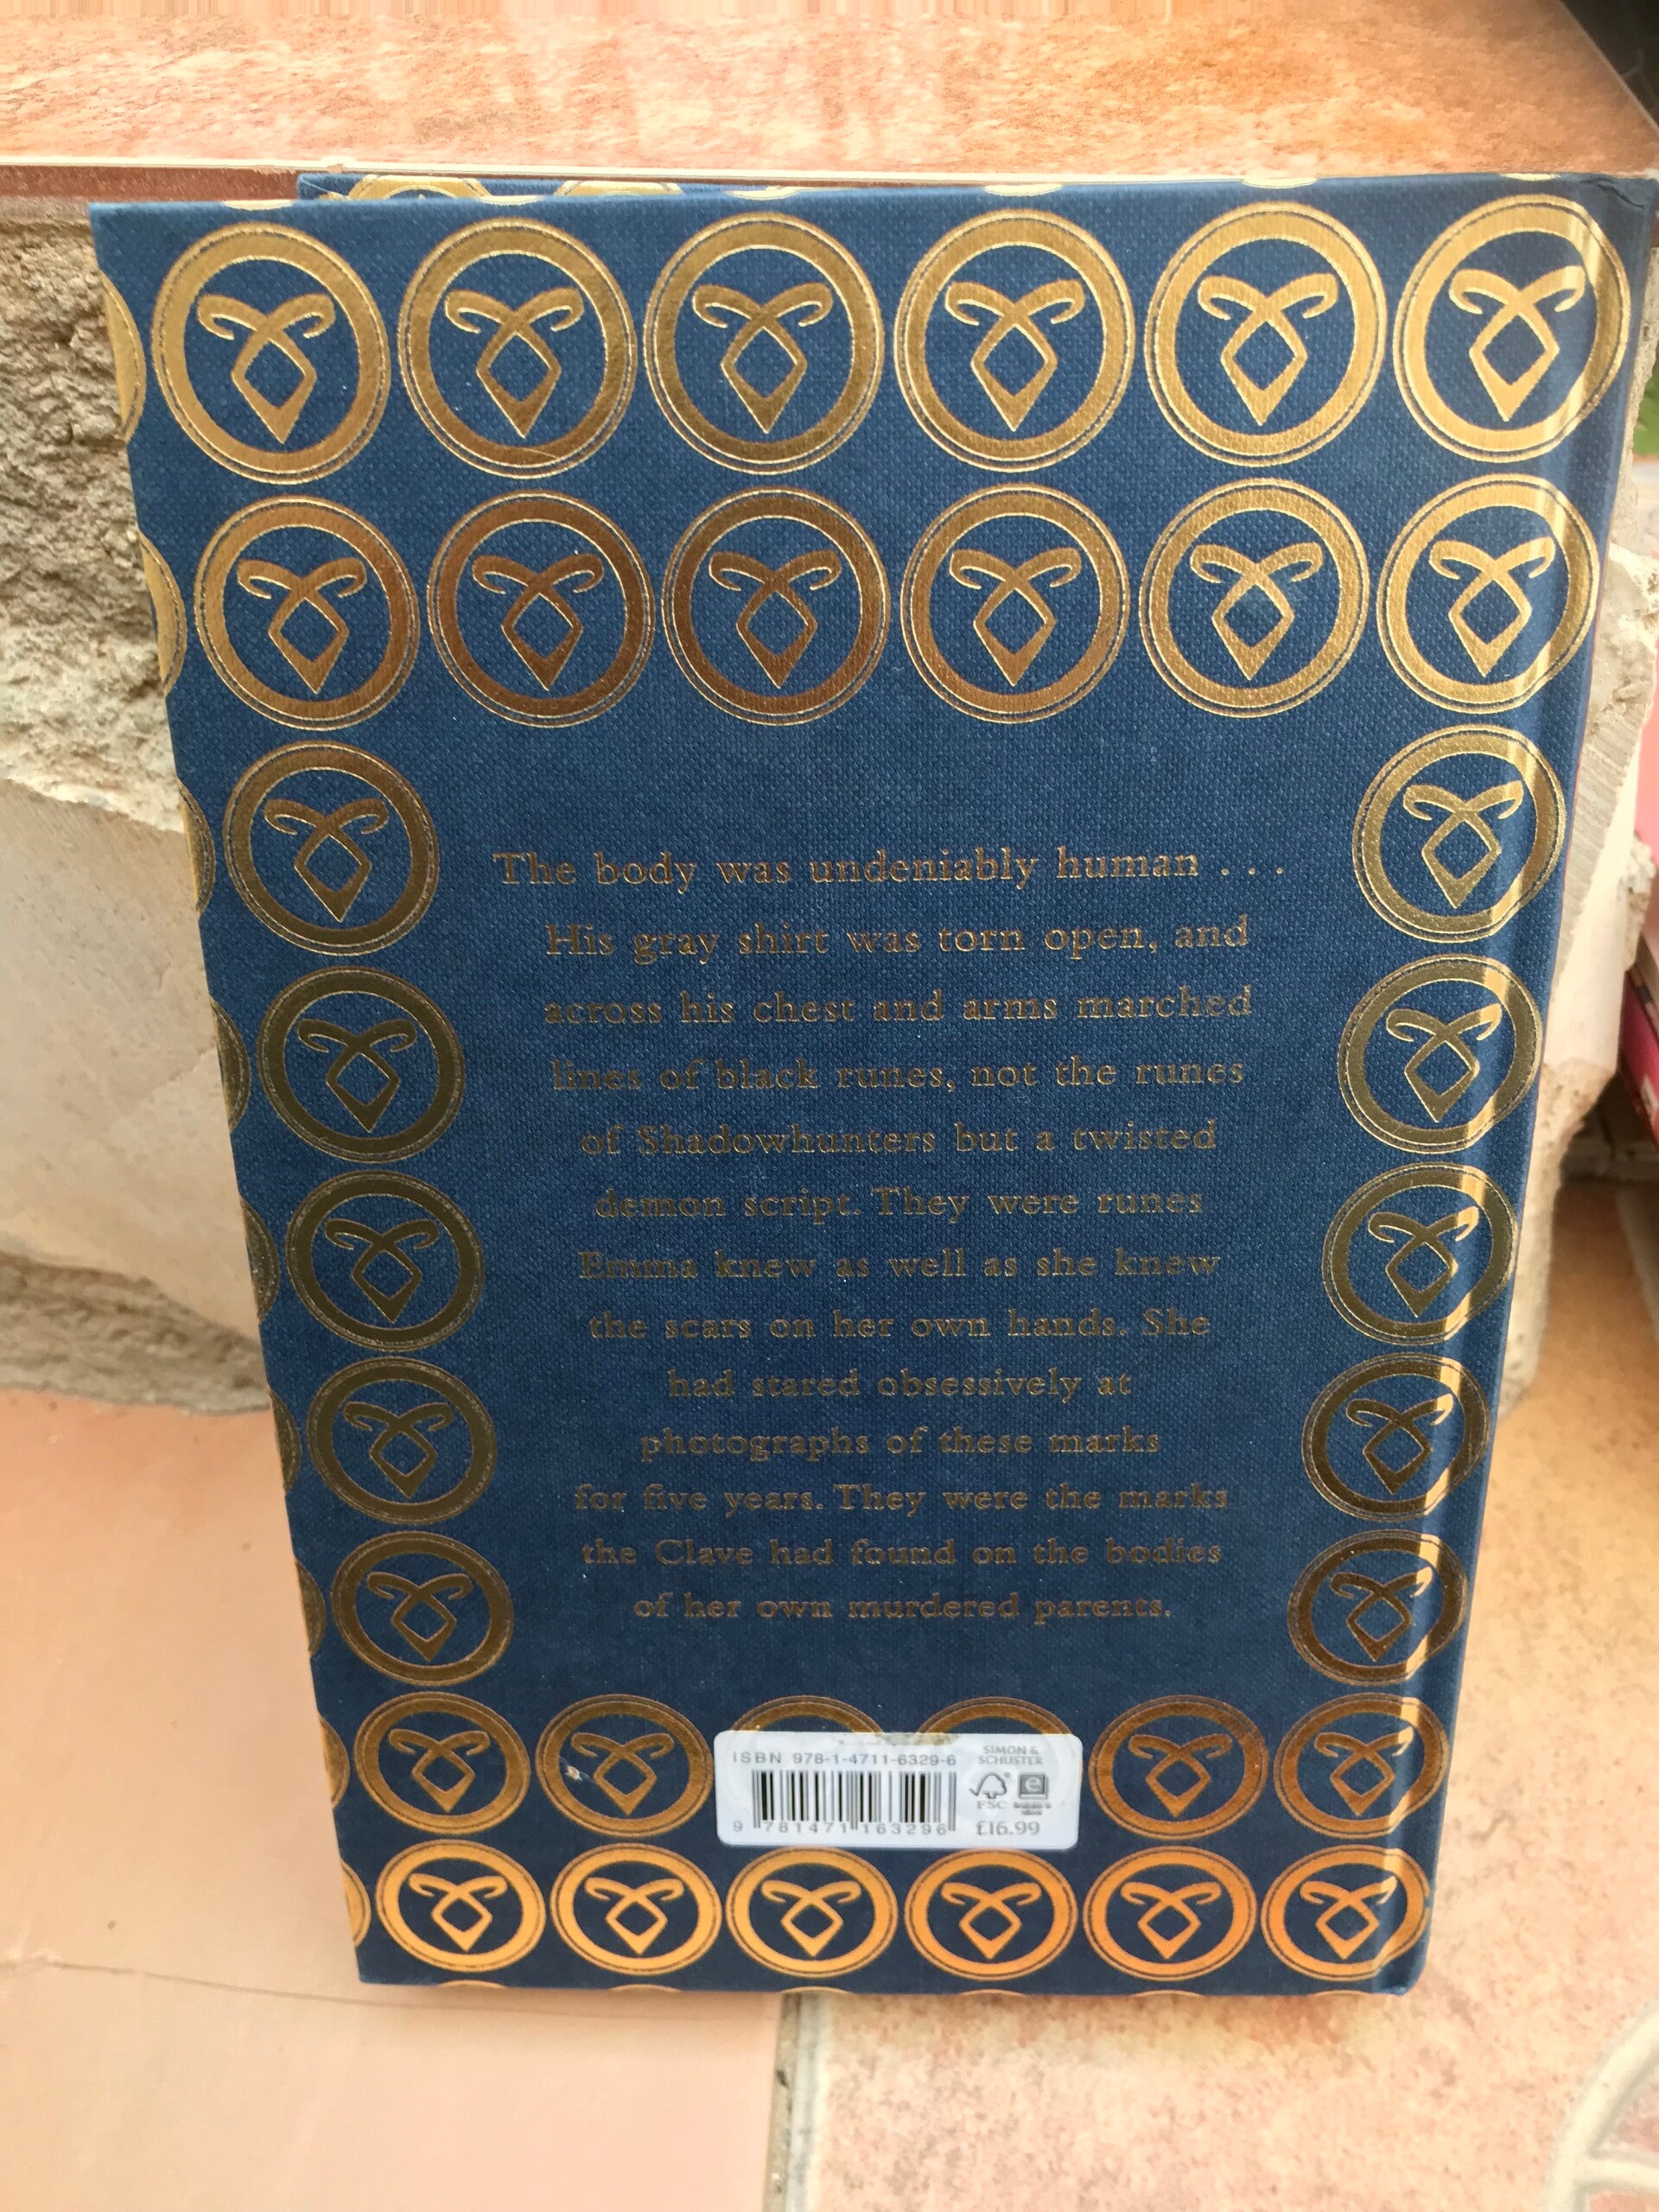 The body was undeniably human . . .
His gray shirt was torn open, and
across his chest and arms marched
lines of black runes, not the runes
of Shadowhunters but a twisted
demon script. They were runes
Emma knew as well as she knew
the scars on her own hands. She
had stared obsessively at
photographs of these marks
for five years. They were the marks
the Clave had found on the bodies
of her own murdered parents.
ISBN 978-1-4711-6329-6
9 781471 163296
SIMON &
SCHUSTER
FSC
e
£16.99